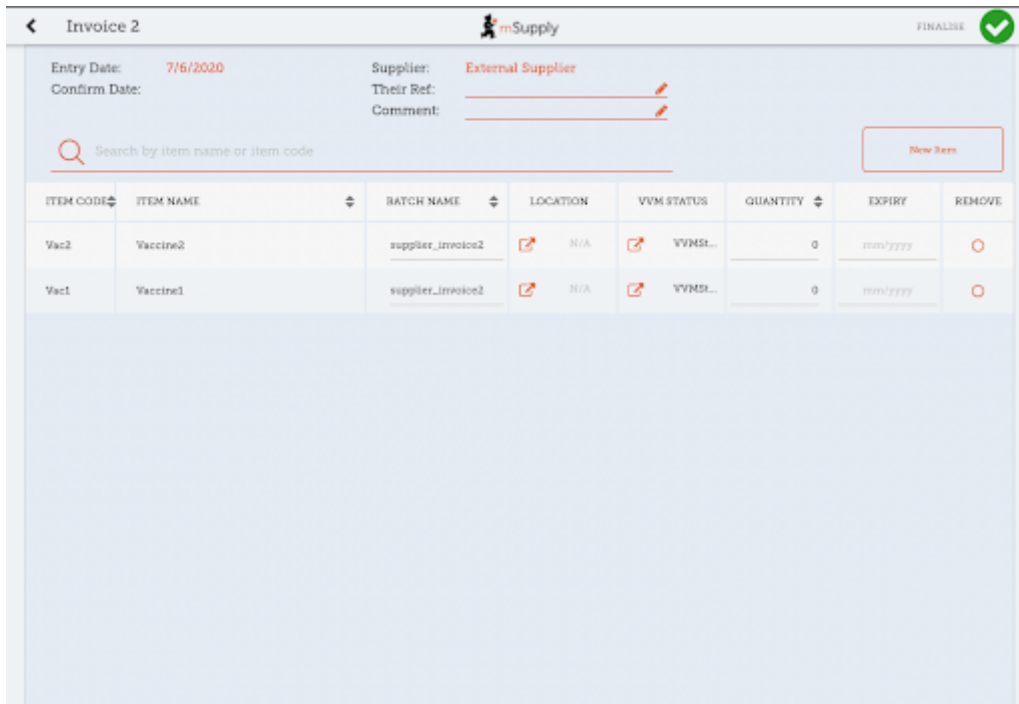 Invoice 2
mSupply
FINALISE
Entry Date: 7/6/2020
Supplier: External Supplier
Confirm Date:
Their Ref:
Comment:
Search by item name or item code
New Item
ITEM CODE ITEM NAME BATCH NAME LOCATION VVM STATUS QUANTITY EXPIRY REMOVE
Vac2 Vaccine2 supplier_invoice2 N/A VVMSt... 0 mm/yyyy
Vac1 Vaccine1 supplier_invoice2 N/A VVMSt... 0 mm/yyyy